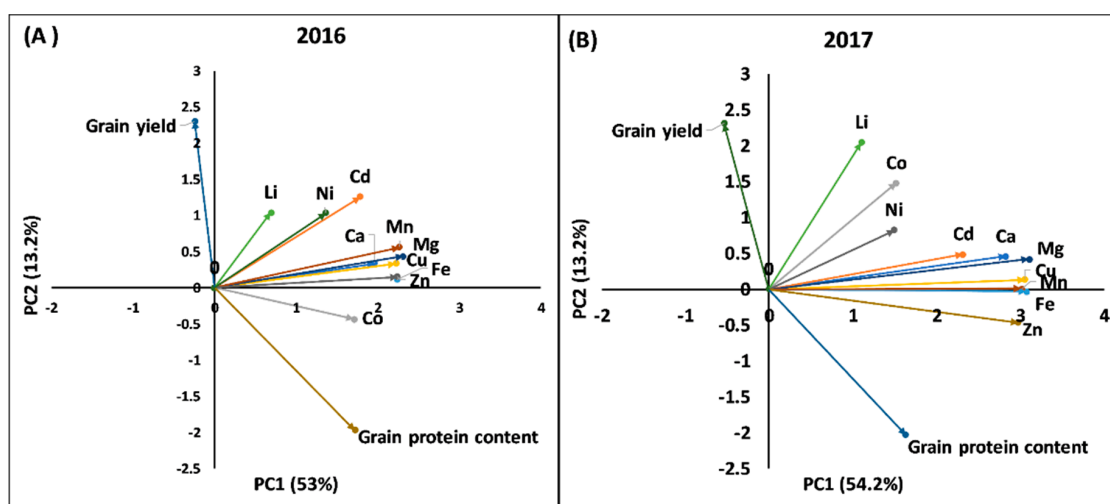 (A )
2016
3
2.5
Grain yield
2
1.5
Li
Ni
Cd
1
Mn
Ca
Mg
0.5
Cu
Fe
0
Zn
-2
-1
0
0
1
2
3
4
Co
-0.5
-1
-1.5
-2
Grain protein content
-2.5
PC2 (13.2%)
PC1 (53%)
(B)
2017
3
2.5
Grain yield
Li
2
Co
1.5
Ni
1
Cd
Ca
Mg
0.5
Cu
0
Mn
-2
-1
0
0
1
2
3
4
Fe
Zn
-0.5
-1
-1.5
-2
Grain protein content
-2.5
PC2 (13.2%)
PC1 (54.2%)